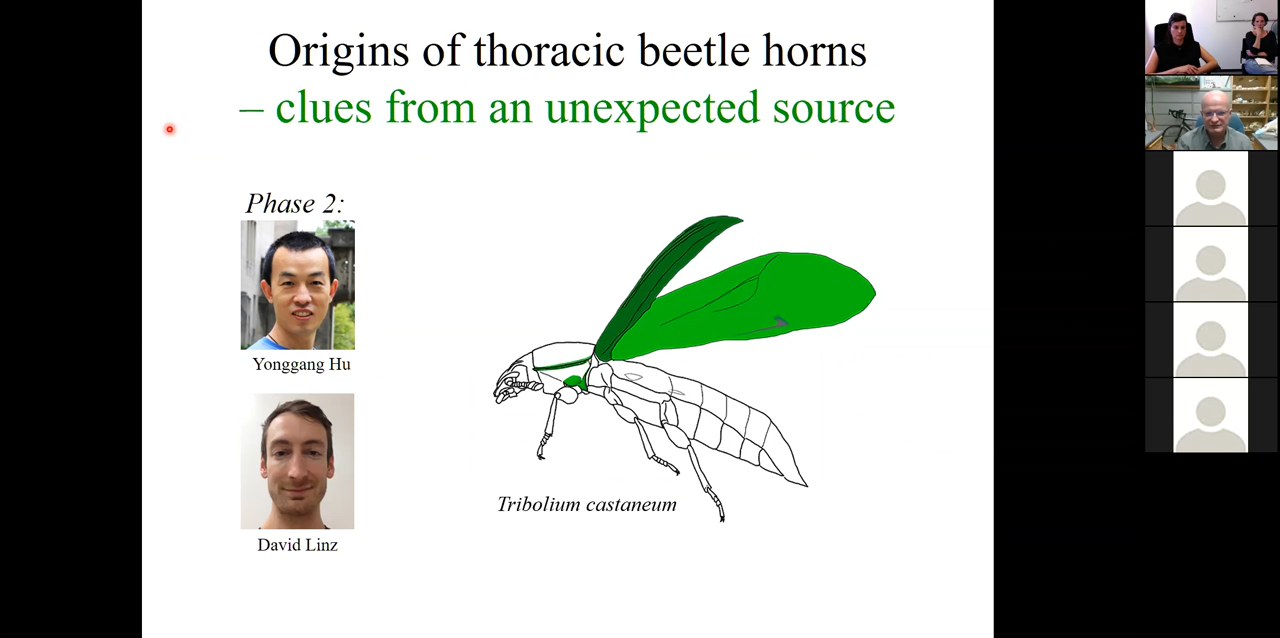 Origins of thoracic beetle horns
– clues from an unexpected source
Phase 2:
Yonggang Hu
David Linz
Tribolium castaneum